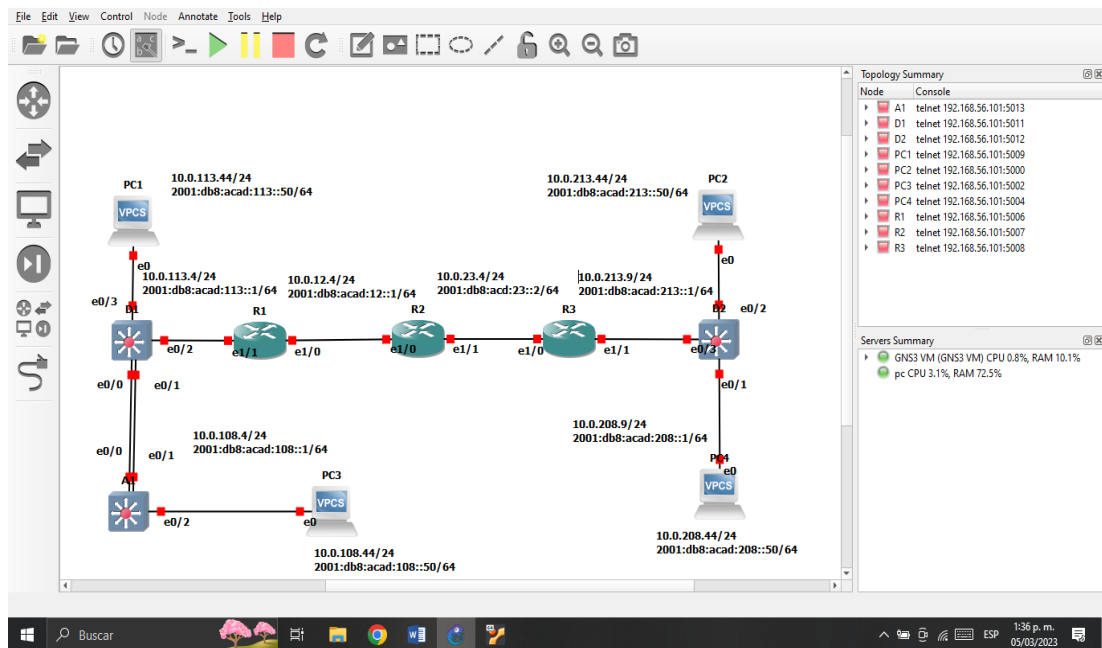 File Edit View Control Node Annotate Tools Help
Topology Summary
Node Console
A1 telnet 192.168.56.101:5013
D1 telnet 192.168.56.101:5011
D2 telnet 192.168.56.101:5012
PC1 telnet 192.168.56.101:5009
PC2 telnet 192.168.56.101:5000
PC3 telnet 192.168.56.101:5002
PC4 telnet 192.168.56.101:5004
R1 telnet 192.168.56.101:5006
R2 telnet 192.168.56.101:5007
R3 telnet 192.168.56.101:5008
Servers Summary
GNS3 VM (GNS3 VM) CPU 0.8%, RAM 10.1%
pc CPU 3.1%, RAM 72.5%
10.0.113.44/24
2001:db8:acad:113::50/64
PC1
VPCS
e0
10.0.213.44/24
2001:db8:acad:213::50/64
PC2
VPCS
e0
10.0.113.4/24
2001:db8:acad:113::1/64
10.0.12.4/24
2001:db8:acad:12::1/64
10.0.23.4/24
2001:db8:acad:23::2/64
10.0.213.9/24
2001:db8:acad:213::1/64
e0/3
D1
R1
R2
R3
D2
e0/2
e0/2
e1/1
e1/0
e1/0
e1/1
e1/0
e1/1
e0/3
e0/0
e0/1
e0/1
10.0.108.4/24
2001:db8:acad:108::1/64
10.0.208.9/24
2001:db8:acad:208::1/64
e0/0
e0/1
A1
PC3
VPCS
e0/2
e0
PC4
e0
VPCS
10.0.108.44/24
2001:db8:acad:108::50/64
10.0.208.44/24
2001:db8:acad:208::50/64
Buscar
ESP
1:36 p. m.
05/03/2023